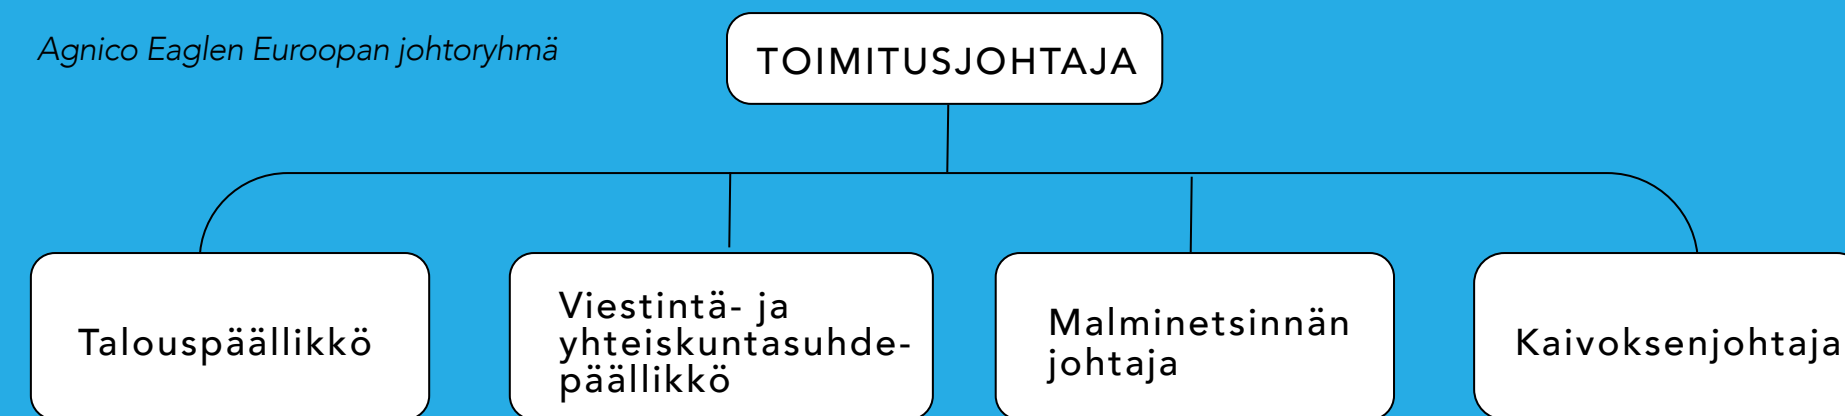 Agnico Eaglen Euroopan johtoryhmä
TOIMITUSJOHTAJA
Talouspäällikkö
Viestintä- ja
yhteiskuntasuhde-
päällikkö
Malminetsinnän
johtaja
Kaivoksenjohtaja